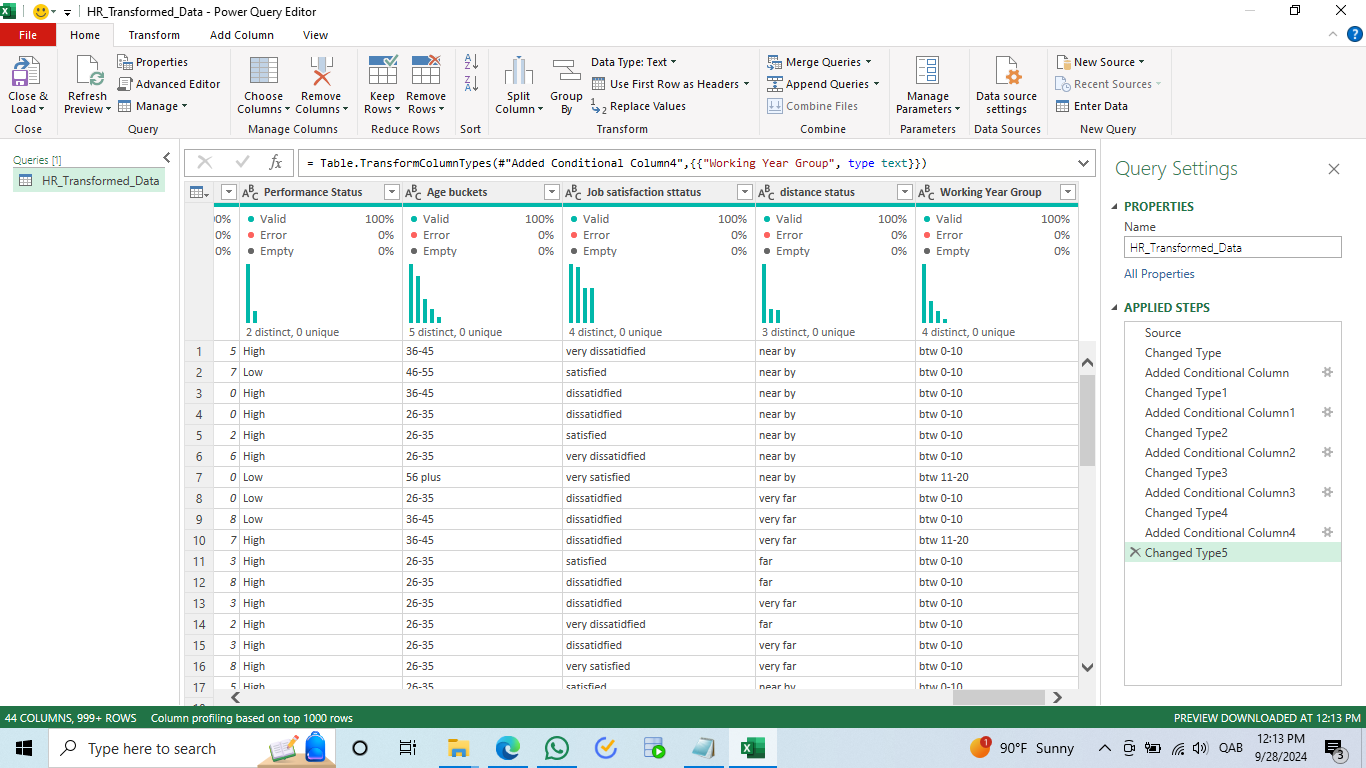 HR_Transformed_Data - Power Query Editor
File Home Transform Add Column View
Close & Load
Close
Refresh Preview
Properties
Advanced Editor
Manage
Query
Choose Columns
Remove Columns
Manage Columns
Keep Rows
Remove Rows
Reduce Rows
Sort
Split Column
Group By
Data Type: Text
Use First Row as Headers
Replace Values
Transform
Merge Queries
Append Queries
Combine Files
Combine
Manage Parameters
Parameters
Data source settings
Data Sources
New Source
Recent Sources
Enter Data
New Query
Queries [1]
HR_Transformed_Data
fx = Table.TransformColumnTypes(#"Added Conditional Column4",{{"Working Year Group", type text}})
Performance Status Age buckets Job satisfaction sttatus distance status Working Year Group
00% Valid 100% Valid 100% Valid 100% Valid 100% Valid 100%
0% Error 0% Error 0% Error 0% Error 0% Error 0%
0% Empty 0% Empty 0% Empty 0% Empty 0% Empty 0%
2 distinct, 0 unique 5 distinct, 0 unique 4 distinct, 0 unique 3 distinct, 0 unique 4 distinct, 0 unique
1 5 High 36-45 very dissatidfied near by btw 0-10
2 7 Low 46-55 satisfied near by btw 0-10
3 0 High 36-45 dissatidfied near by btw 0-10
4 0 High 26-35 dissatidfied near by btw 0-10
5 2 High 26-35 satisfied near by btw 0-10
6 6 High 26-35 very dissatidfied near by btw 0-10
7 0 Low 56 plus very satisfied near by btw 11-20
8 0 Low 26-35 dissatidfied very far btw 0-10
9 8 Low 36-45 dissatidfied very far btw 0-10
10 7 High 36-45 dissatidfied very far btw 11-20
11 3 High 26-35 satisfied far btw 0-10
12 8 High 26-35 dissatidfied far btw 0-10
13 3 High 26-35 dissatidfied very far btw 0-10
14 2 High 26-35 very dissatidfied far btw 0-10
15 3 High 26-35 dissatidfied very far btw 0-10
16 8 High 26-35 very satisfied very far btw 0-10
17 5 High 26-35 satisfied near by btw 0-10
Query Settings
PROPERTIES
Name
HR_Transformed_Data
All Properties
APPLIED STEPS
Source
Changed Type
Added Conditional Column
Changed Type1
Added Conditional Column1
Changed Type2
Added Conditional Column2
Changed Type3
Added Conditional Column3
Changed Type4
Added Conditional Column4
Changed Type5
44 COLUMNS, 999+ ROWS Column profiling based on top 1000 rows PREVIEW DOWNLOADED AT 12:13 PM
Type here to search
90°F Sunny
QAB
12:13 PM
9/28/2024
3